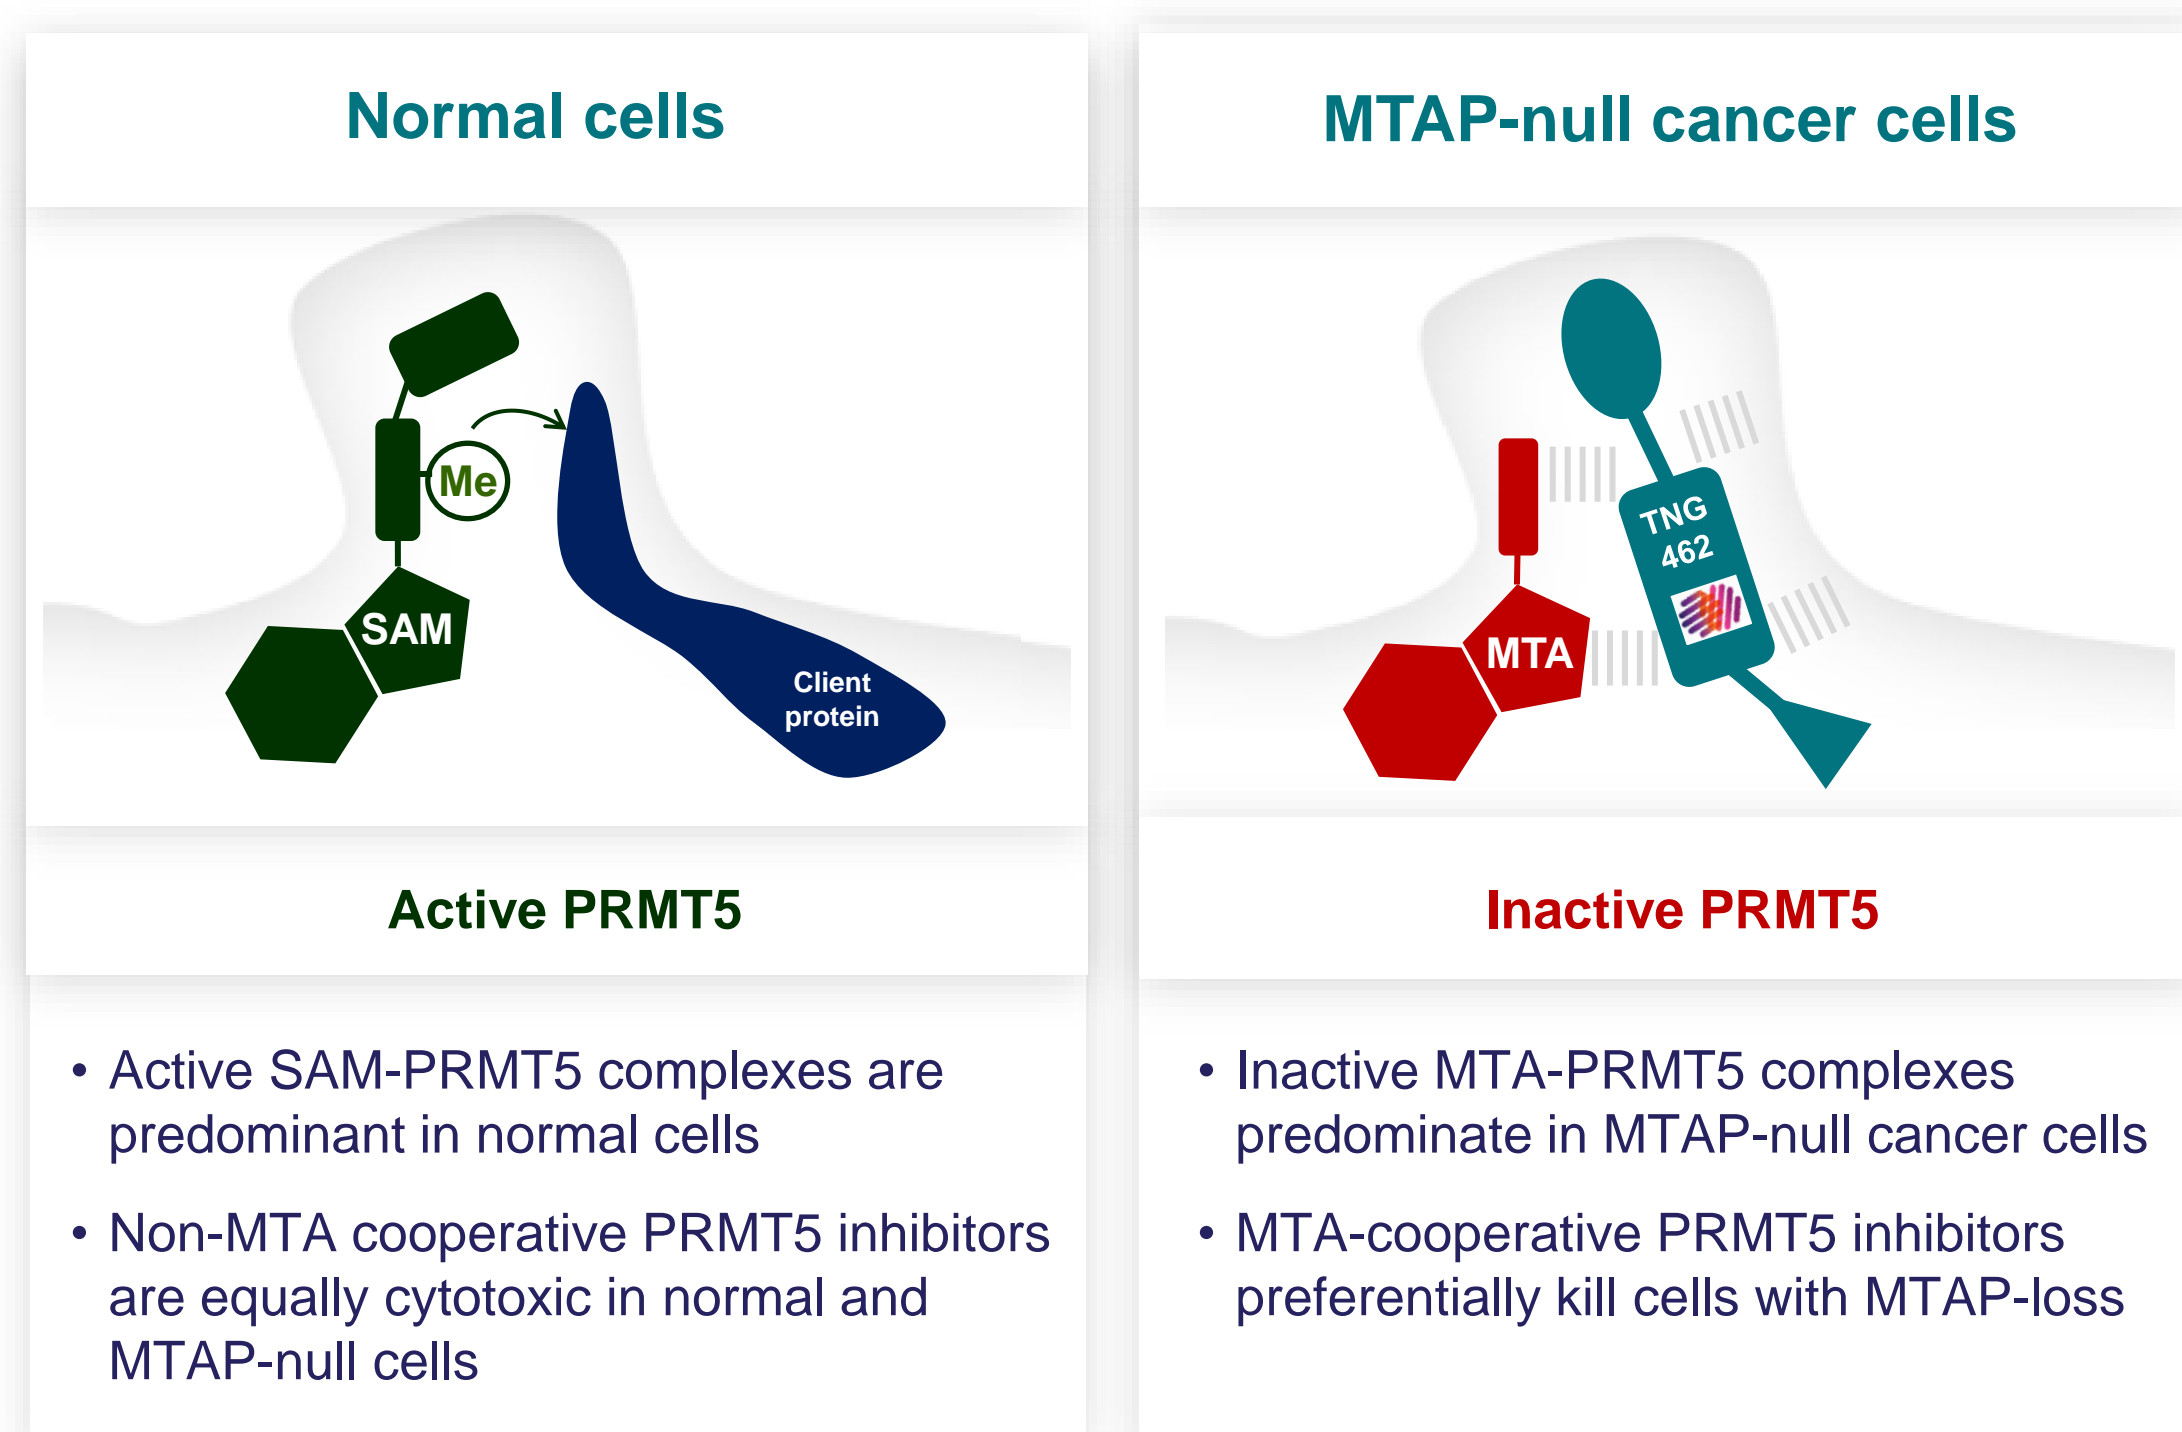 Normal cells
Me
SAM
Client
protein
Active PRMT5
• Active SAM-PRMT5 complexes are
predominant in normal cells
• Non-MTA cooperative PRMT5 inhibitors
are equally cytotoxic in normal and
MTAP-null cells
MTAP-null cancer cells
TNG
462
MTA
Inactive PRMT5
• Inactive MTA-PRMT5 complexes
predominate in MTAP-null cancer cells
• MTA-cooperative PRMT5 inhibitors
preferentially kill cells with MTAP-loss